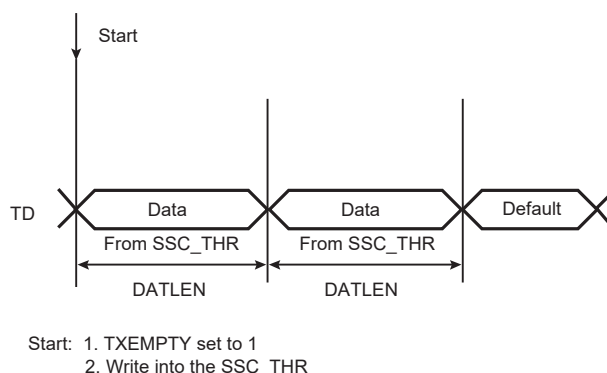 Start
TD
Data
Data
Default
From SSC_THR
From SSC_THR
DATLEN
DATLEN
Start: 1. TXEMPTY set to 1
2. Write into the SSC_THR